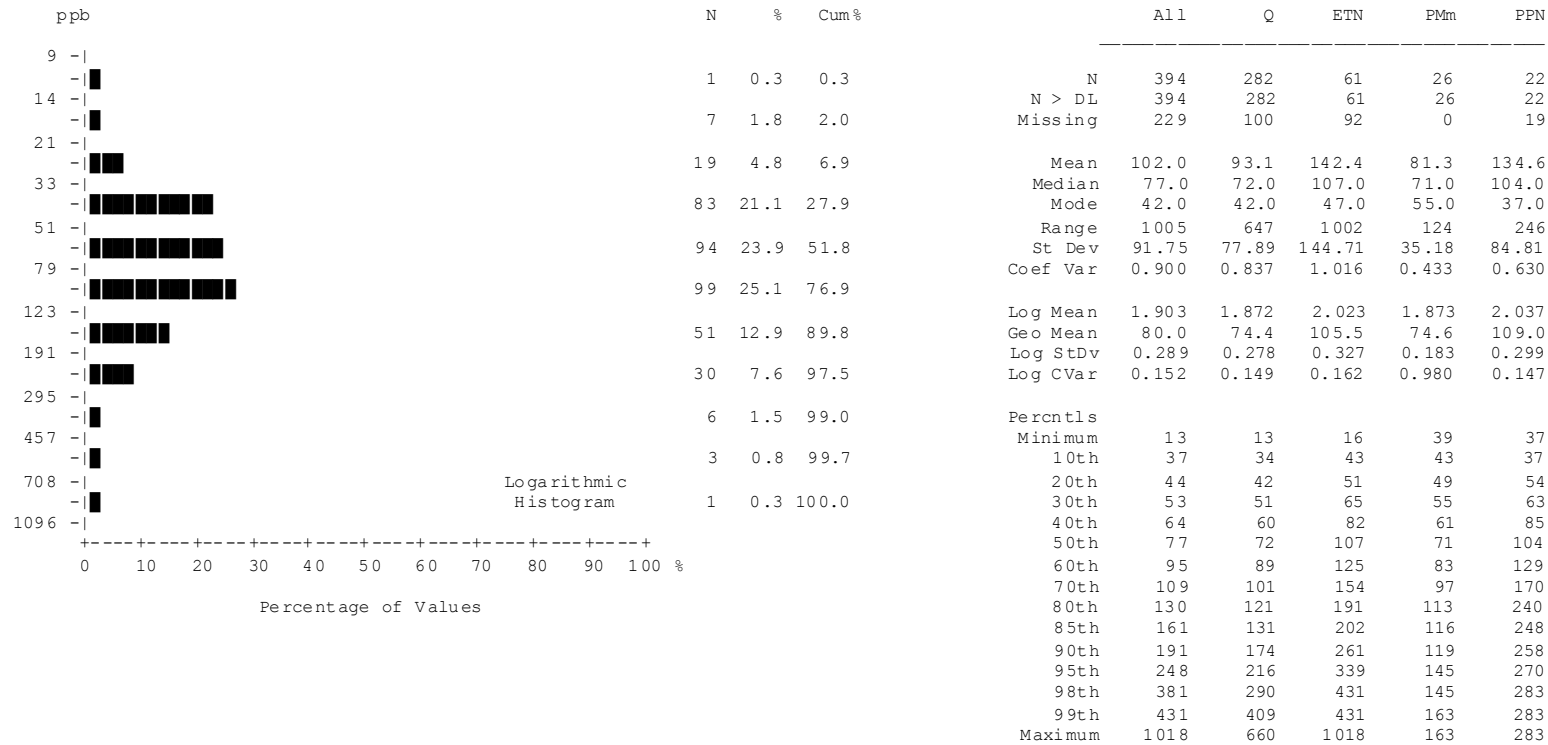 ppb N % Cum% All Q ETN PMm PPN
9 -|
-| 1 0.3 0.3 N 394 282 61 26 22
14 -| N > DL 394 282 61 26 22
-| 7 1.8 2.0 Missing 229 100 92 0 19
21 -|
-| 19 4.8 6.9 Mean 102.0 93.1 142.4 81.3 134.6
33 -| Median 77.0 72.0 107.0 71.0 104.0
-| 83 21.1 27.9 Mode 42.0 42.0 47.0 55.0 37.0
51 -| Range 1005 647 1002 124 246
-| 94 23.9 51.8 St Dev 91.75 77.89 144.71 35.18 84.81
79 -| Coef Var 0.900 0.837 1.016 0.433 0.630
-| 99 25.1 76.9
123 -| Log Mean 1.903 1.872 2.023 1.873 2.037
-| 51 12.9 89.8 Geo Mean 80.0 74.4 105.5 74.6 109.0
191 -| Log StDv 0.289 0.278 0.327 0.183 0.299
-| 30 7.6 97.5 Log CVar 0.152 0.149 0.162 0.980 0.147
295 -|
-| 6 1.5 99.0 Percntls
457 -| Minimum 13 13 16 39 37
-| 3 0.8 99.7 10th 37 34 43 43 37
708 -| Logarithmic 20th 44 42 51 49 54
-| Histogram 1 0.3 100.0 30th 53 51 65 55 63
1096 -| 40th 64 60 82 61 85
+----+----+----+----+----+----+----+----+----+----+ 50th 77 72 107 71 104
0 10 20 30 40 50 60 70 80 90 100 % 60th 95 89 125 83 129
70th 109 101 154 97 170
Percentage of Values 80th 130 121 191 113 240
85th 161 131 202 116 248
90th 191 174 261 119 258
95th 248 216 339 145 270
98th 381 290 431 145 283
99th 431 409 431 163 283
Maximum 1018 660 1018 163 283